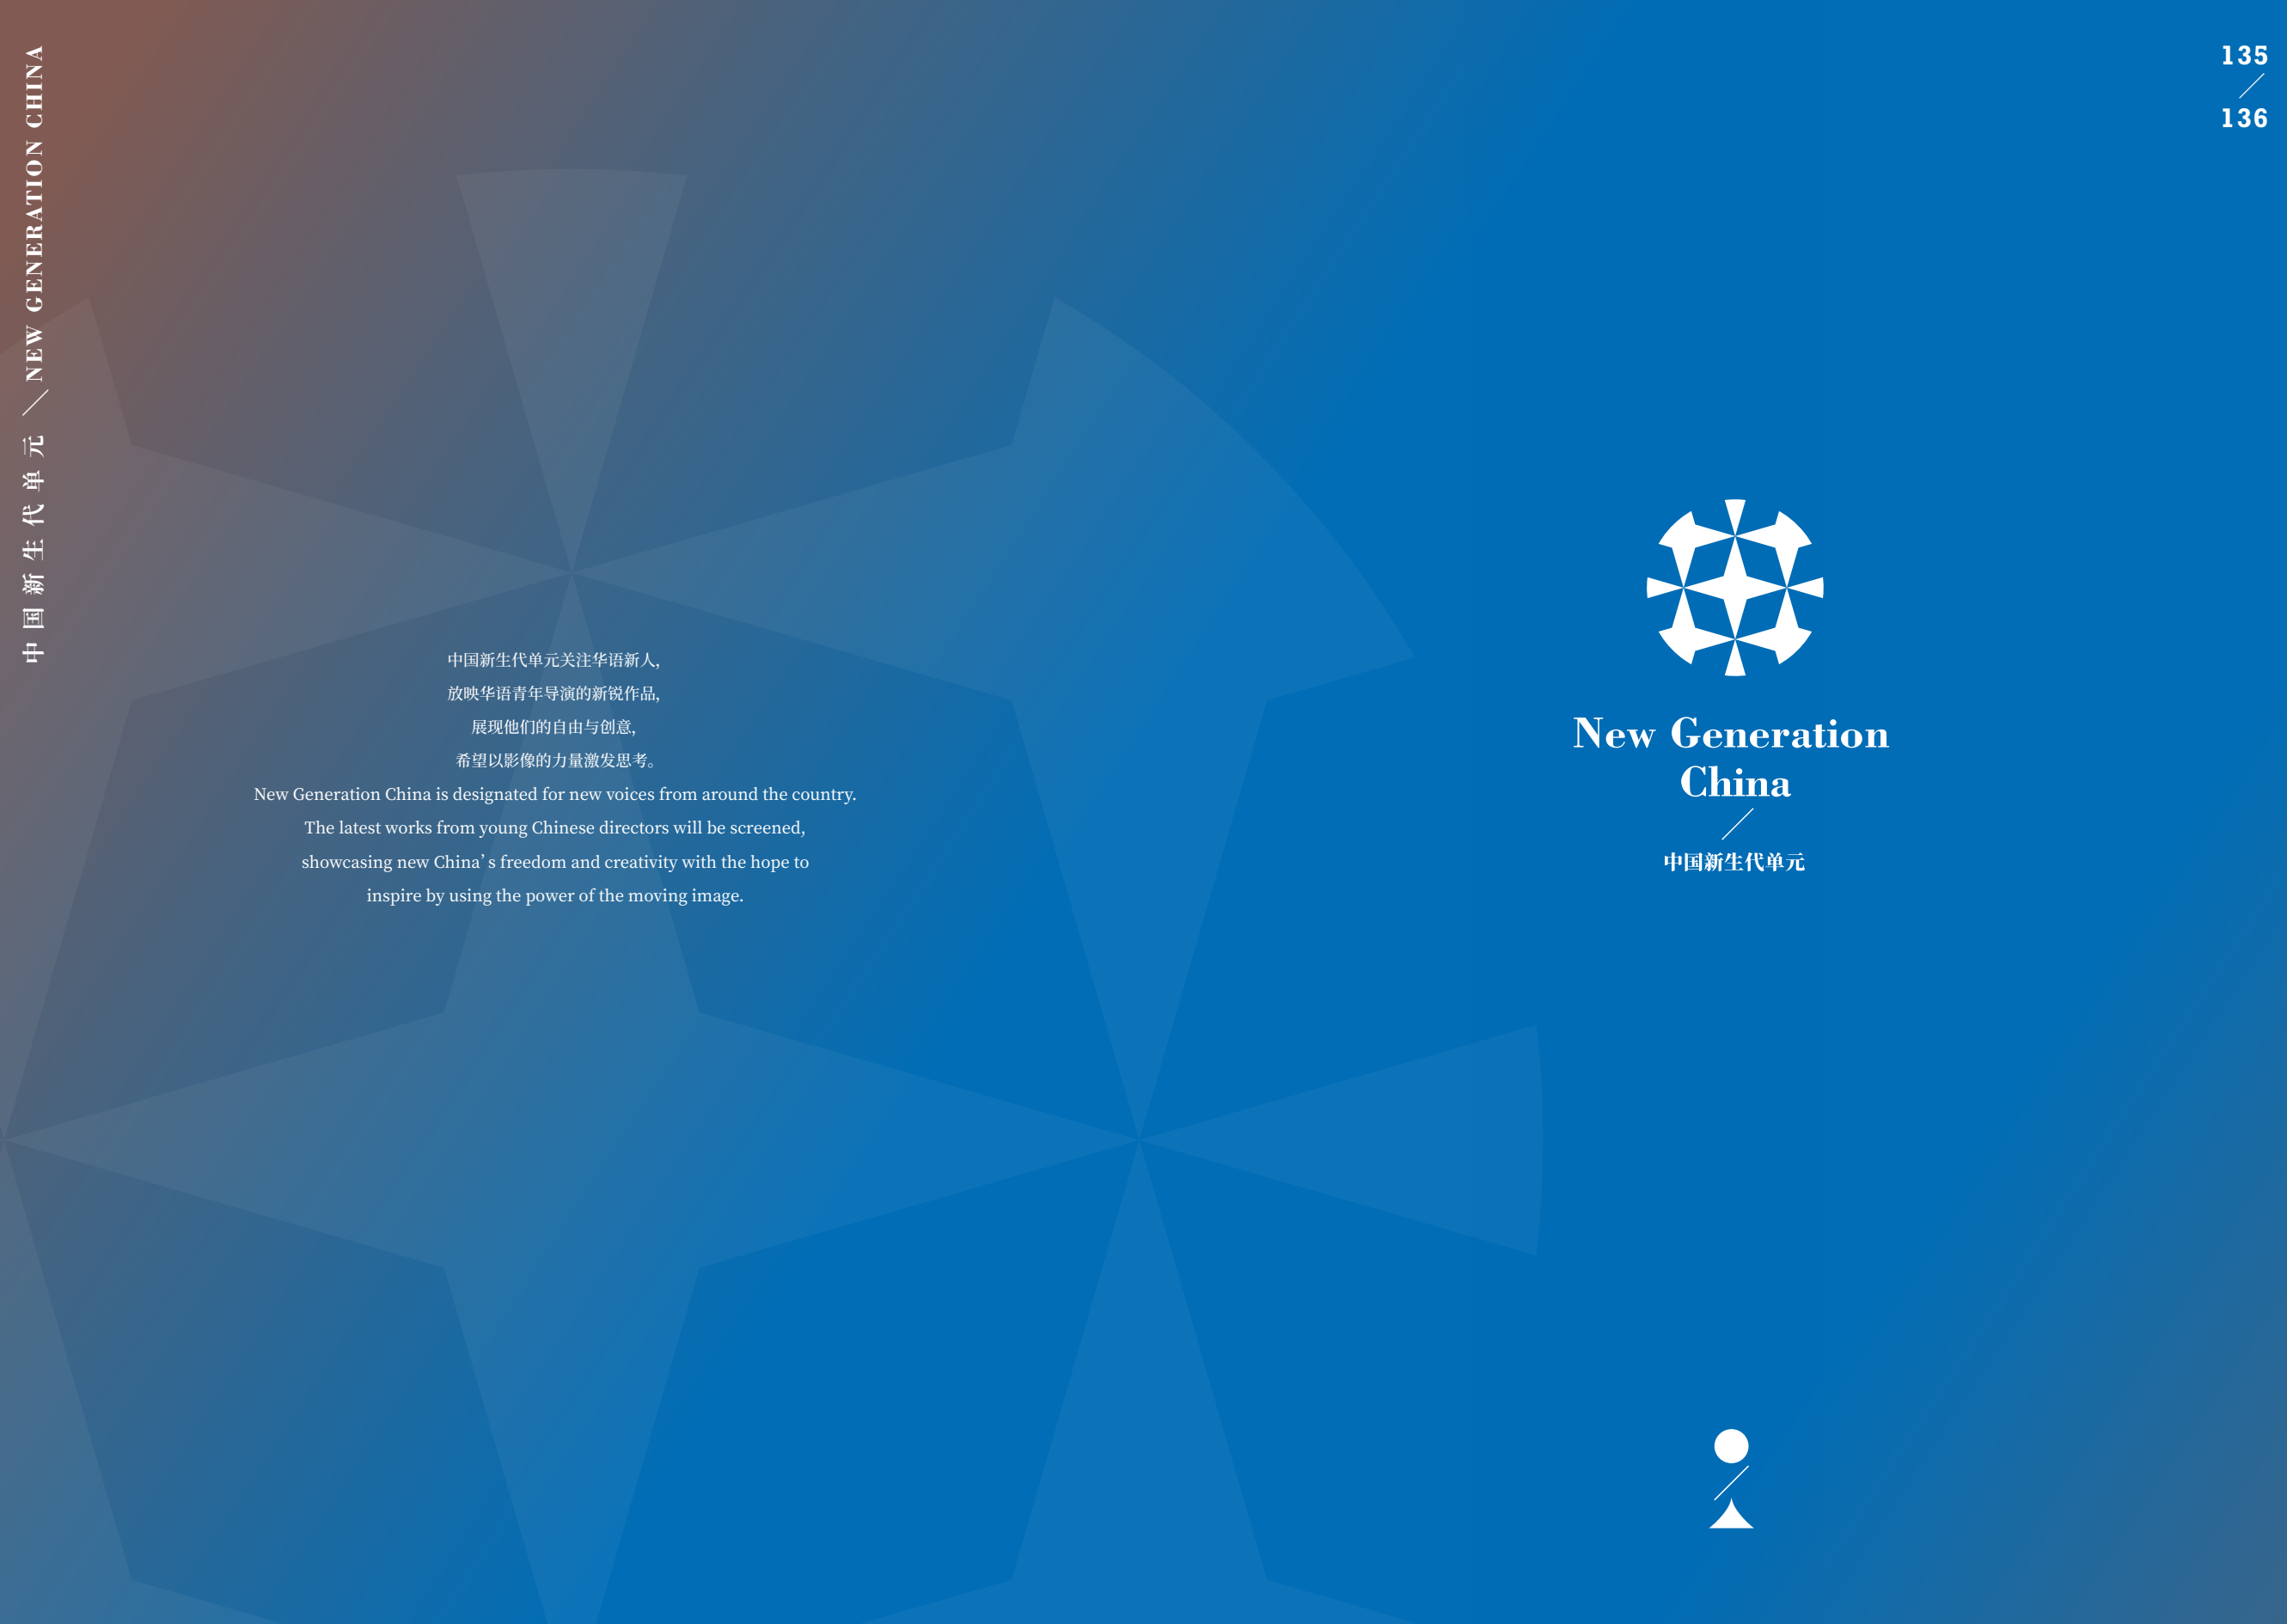 中国新生代单元／NEW GENERATION CHINA
135
／
136
中国新生代单元关注华语新人，
放映华语青年导演的新锐作品，
展现他们的自由与创意，
希望以影像的力量激发思考。
New Generation China is designated for new voices from around the country.
The latest works from young Chinese directors will be screened,
showcasing new China’s freedom and creativity with the hope to
inspire by using the power of the moving image.
New Generation
China
／
中国新生代单元